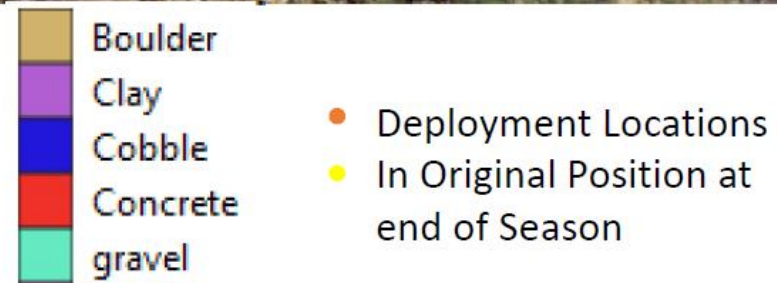 Boulder
Clay
Cobble
Concrete
gravel
Deployment Locations
In Original Position at
end of Season